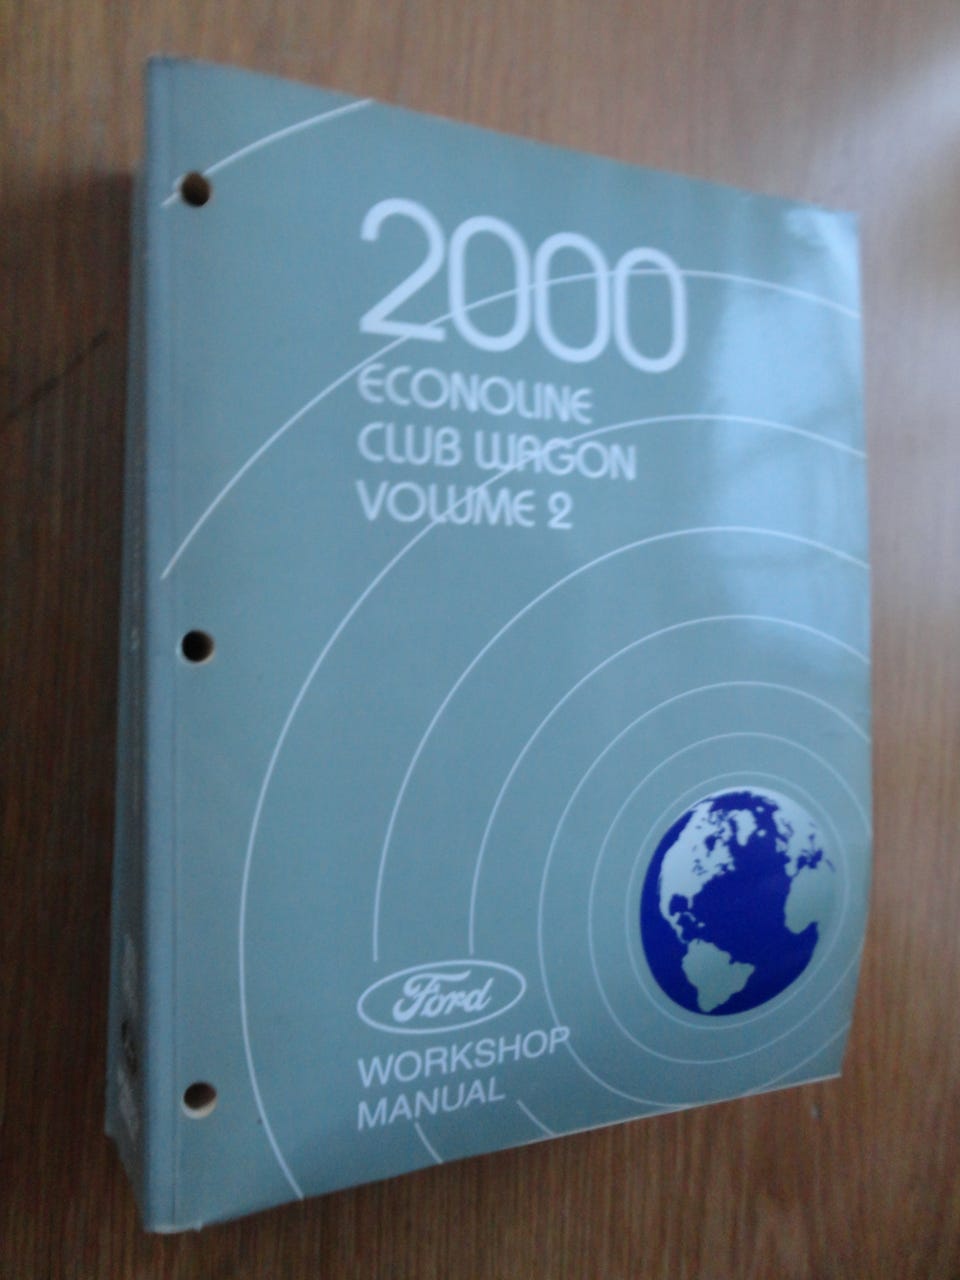 2000
ECONOLINE
CLUB WAGON
VOLUME 2
Ford
WORKSHOP
MANUAL